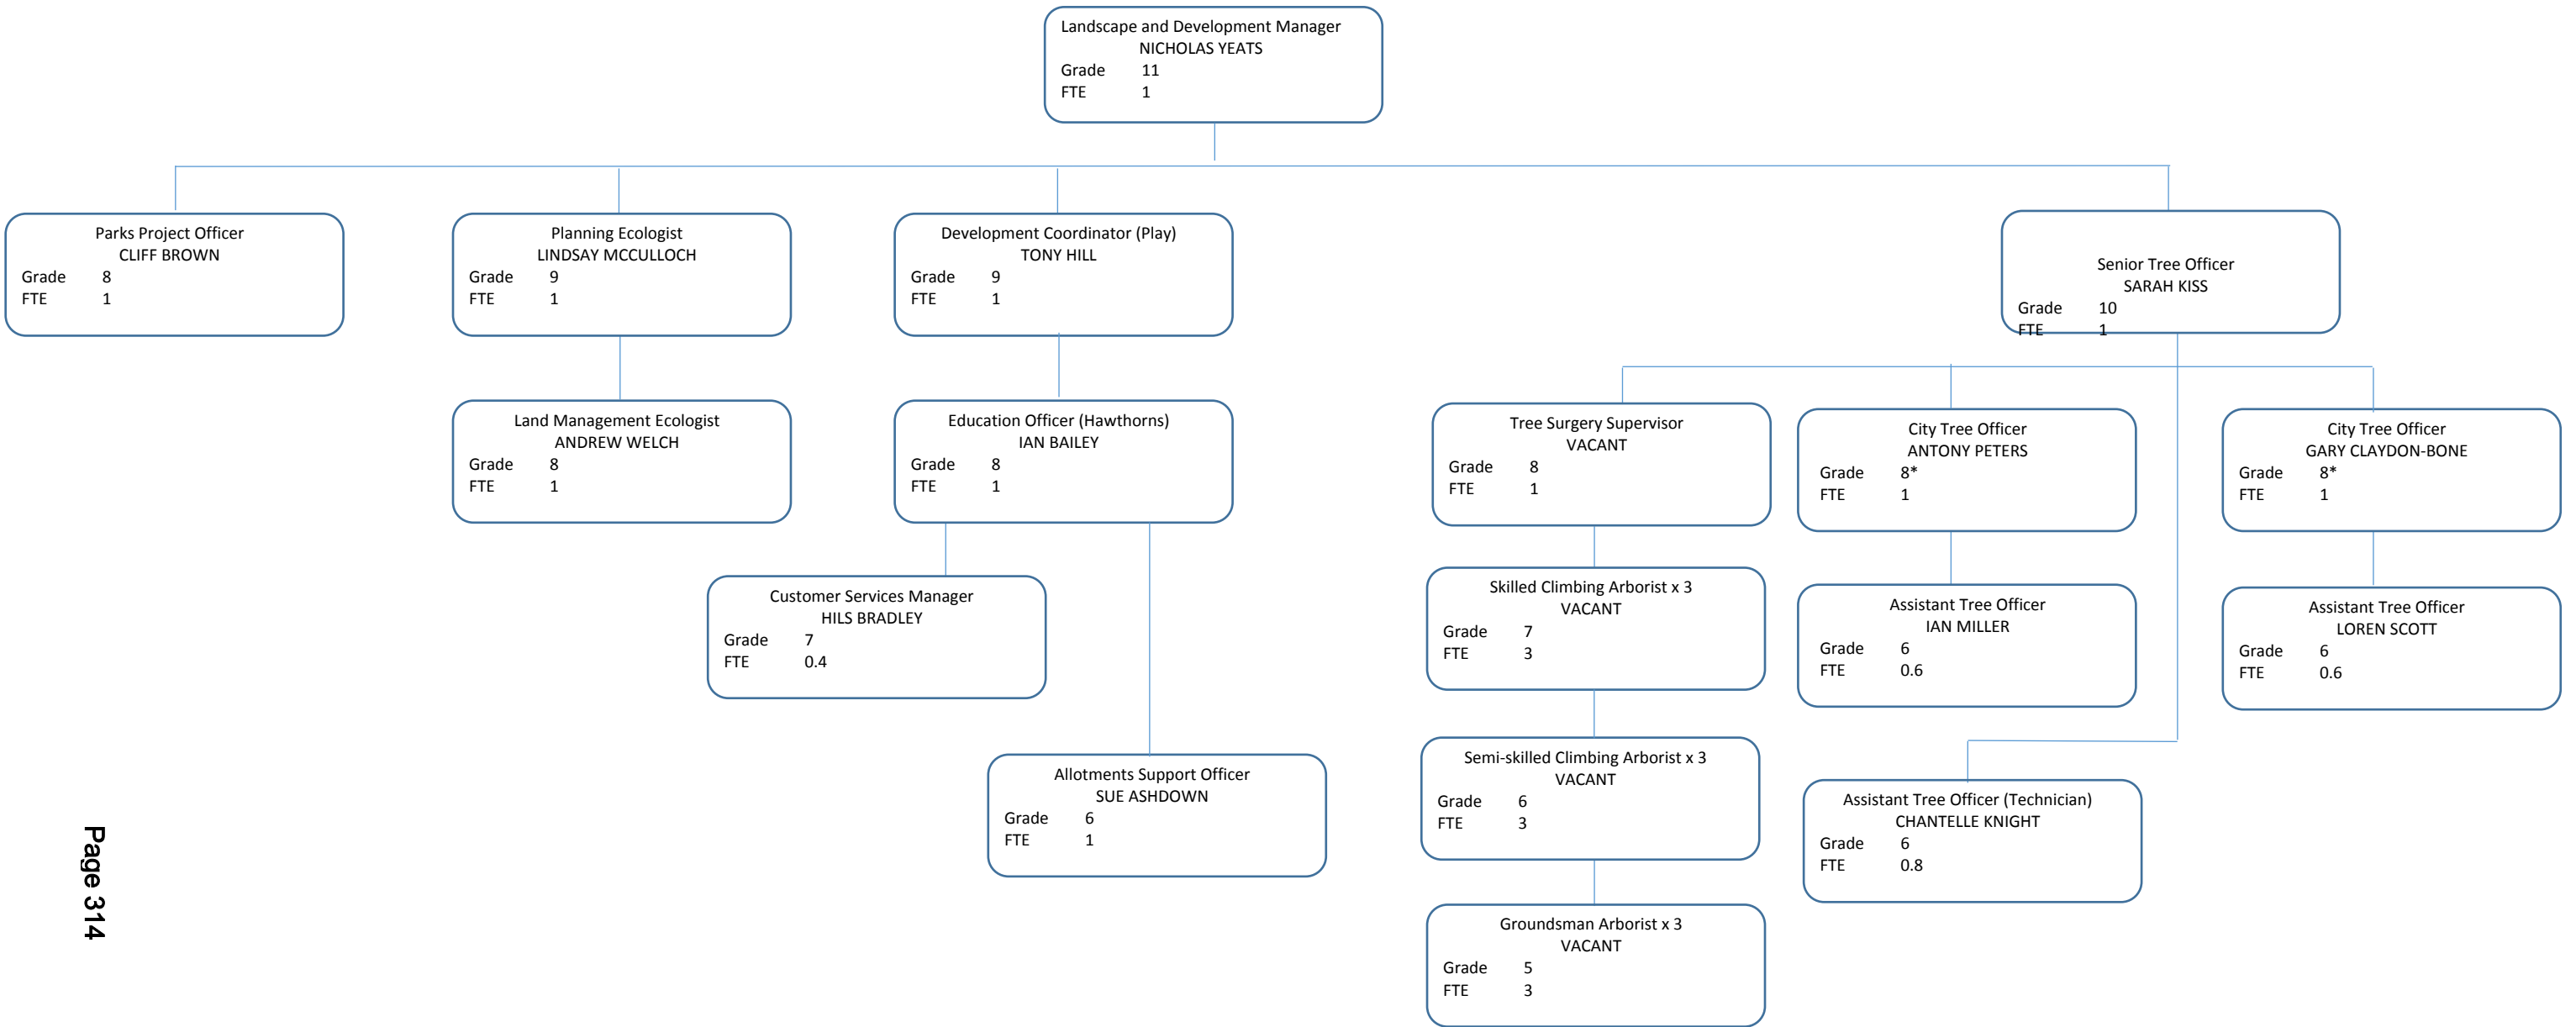 Landscape and Development Manager
NICHOLAS YEATS
Grade 11
FTE 1
Parks Project Officer
CLIFF BROWN
Grade 8
FTE 1
Planning Ecologist
LINDSAY MCCULLOCH
Grade 9
FTE 1
Development Coordinator (Play)
TONY HILL
Grade 9
FTE 1
Senior Tree Officer
SARAH KISS
Grade 10
FTE 1
Land Management Ecologist
ANDREW WELCH
Grade 8
FTE 1
Education Officer (Hawthorns)
IAN BAILEY
Grade 8
FTE 1
Tree Surgery Supervisor
VACANT
Grade 8
FTE 1
City Tree Officer
ANTONY PETERS
Grade 8*
FTE 1
City Tree Officer
GARY CLAYDON-BONE
Grade 8*
FTE 1
Customer Services Manager
HILS BRADLEY
Grade 7
FTE 0.4
Skilled Climbing Arborist x 3
VACANT
Grade 7
FTE 3
Assistant Tree Officer
IAN MILLER
Grade 6
FTE 0.6
Assistant Tree Officer
LOREN SCOTT
Grade 6
FTE 0.6
Allotments Support Officer
SUE ASHDOWN
Grade 6
FTE 1
Semi-skilled Climbing Arborist x 3
VACANT
Grade 6
FTE 3
Assistant Tree Officer (Technician)
CHANTELLE KNIGHT
Grade 6
FTE 0.8
Groundsman Arborist x 3
VACANT
Grade 5
FTE 3
Page 314